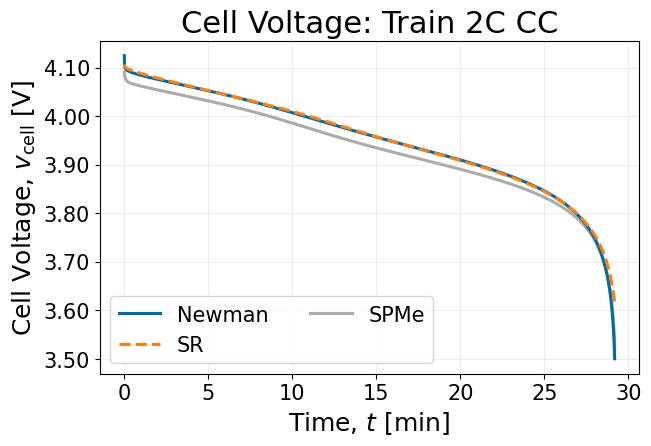 Cell Voltage: Train 2C CC
Cell Voltage, v_cell [V]
4.10
4.00
3.90
3.80
3.70
3.60
3.50
Newman
SR
SPMe
0
5
10
15
20
25
30
Time, t [min]